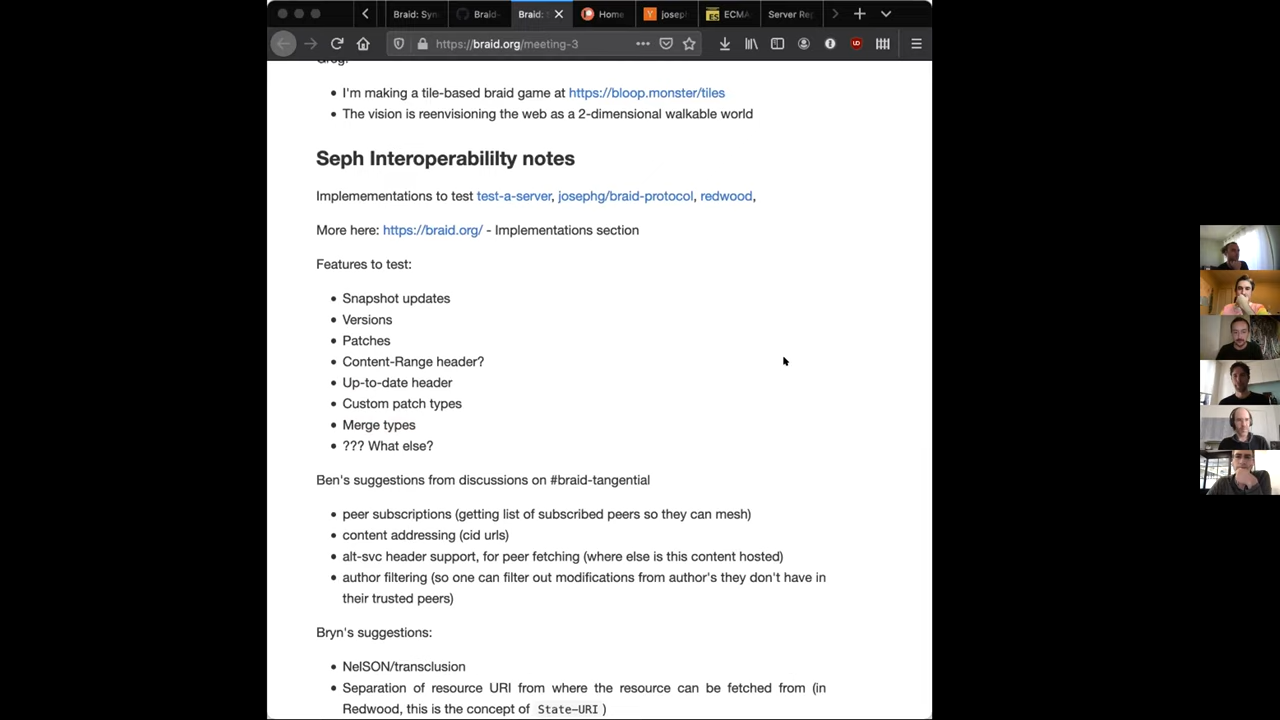 Braid: Syn
Braid-
Braid: S
Home
joseph
ECMA
Server Re
https://braid.org/meeting-3
Greg:
• I'm making a tile-based braid game at https://bloop.monster/tiles
• The vision is reenvisioning the web as a 2-dimensional walkable world
Seph Interoperabililty notes
Implemementations to test test-a-server, josephg/braid-protocol, redwood,
More here: https://braid.org/ - Implementations section
Features to test:
• Snapshot updates
• Versions
• Patches
• Content-Range header?
• Up-to-date header
• Custom patch types
• Merge types
• ??? What else?
Ben's suggestions from discussions on #braid-tangential
• peer subscriptions (getting list of subscribed peers so they can mesh)
• content addressing (cid urls)
• alt-svc header support, for peer fetching (where else is this content hosted)
• author filtering (so one can filter out modifications from author's they don't have in
their trusted peers)
Bryn's suggestions:
• NelSON/transclusion
• Separation of resource URI from where the resource can be fetched from (in
Redwood, this is the concept of State-URI )